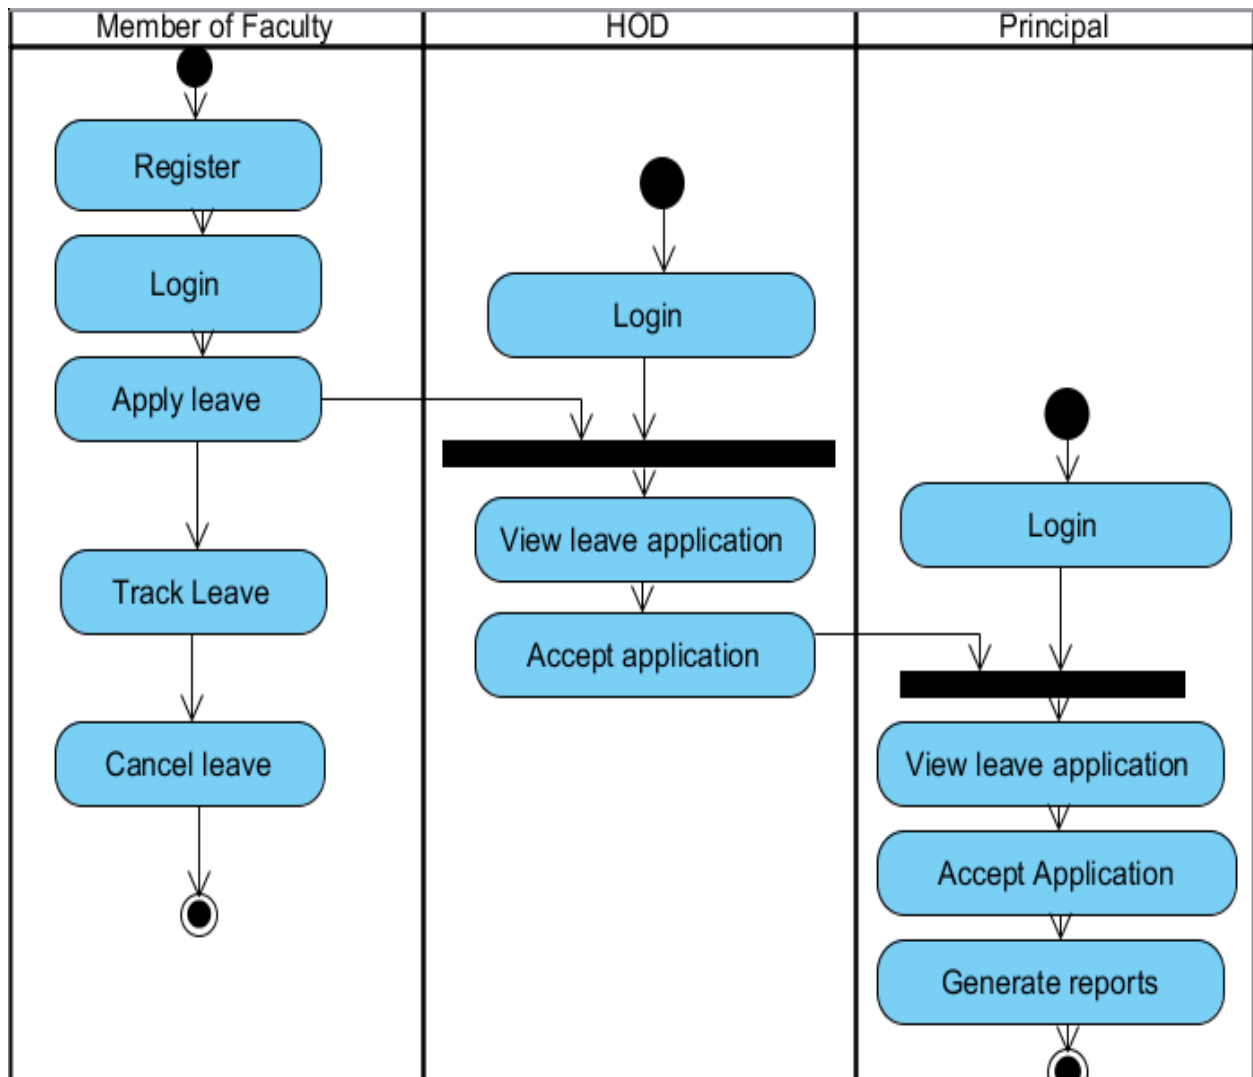 Member of Faculty
HOD
Principal
Register
Login
Apply leave
Track Leave
Cancel leave
Login
View leave application
Accept application
Login
View leave application
Accept Application
Generate reports